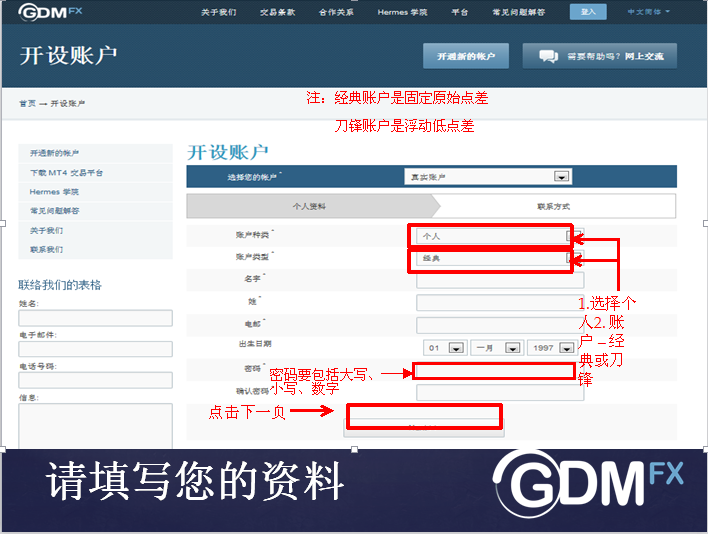 GDMFX
关于我们 交易条款 合作关系 Hermes 学院 平台 常见问题解答 登入 中文简体
开设账户
开通新的帐户 需要帮助吗？网上交流
首页 → 开设账户
注：经典账户是固定原始点差
刀锋账户是浮动低点差
开通新的帐户
下载 MT4 交易平台
Hermes 学院
常见问题解答
关于我们
联系我们
联络我们的表格
姓名:
电子邮件:
电话号码:
信息:
开设账户
选择您的帐户* 真实账户
个人资料 联系方式
账户种类* 个人
账户类型* 经典
名字*
姓*
电邮*
出生日期 01 一月 1997
密码*
确认密码
1.选择个
人2. 账
户 – 经
典或刀
锋
密码要包括大写、
小写、数字
点击下一页
请填写您的资料
GDMFX